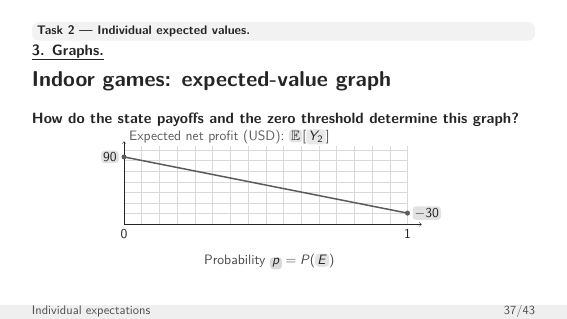 Task 2 — Individual expected values.
3. Graphs.
Indoor games: expected-value graph
How do the state payoffs and the zero threshold determine this graph?
Expected net profit (USD): 𝔼[Y₂]
90
−30
0 1
Probability p = P(E)
Individual expectations 37/43